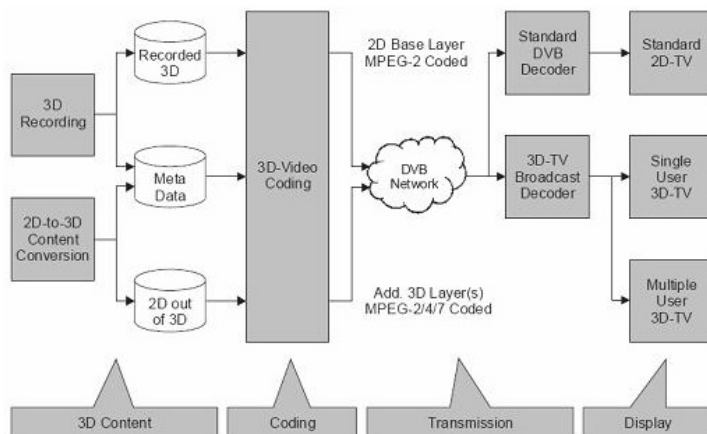 3D
Recording
2D-to-3D
Content
Conversion
Recorded
3D
Meta
Data
2D out
of 3D
3D-Video
Coding
2D Base Layer
MPEG-2 Coded
DVB
Network
Add. 3D Layer(s)
MPEG-2/4/7 Coded
Standard
DVB
Decoder
3D-TV
Broadcast
Decoder
Standard
2D-TV
Single
User
3D-TV
Multiple
User
3D-TV
3D Content
Coding
Transmission
Display